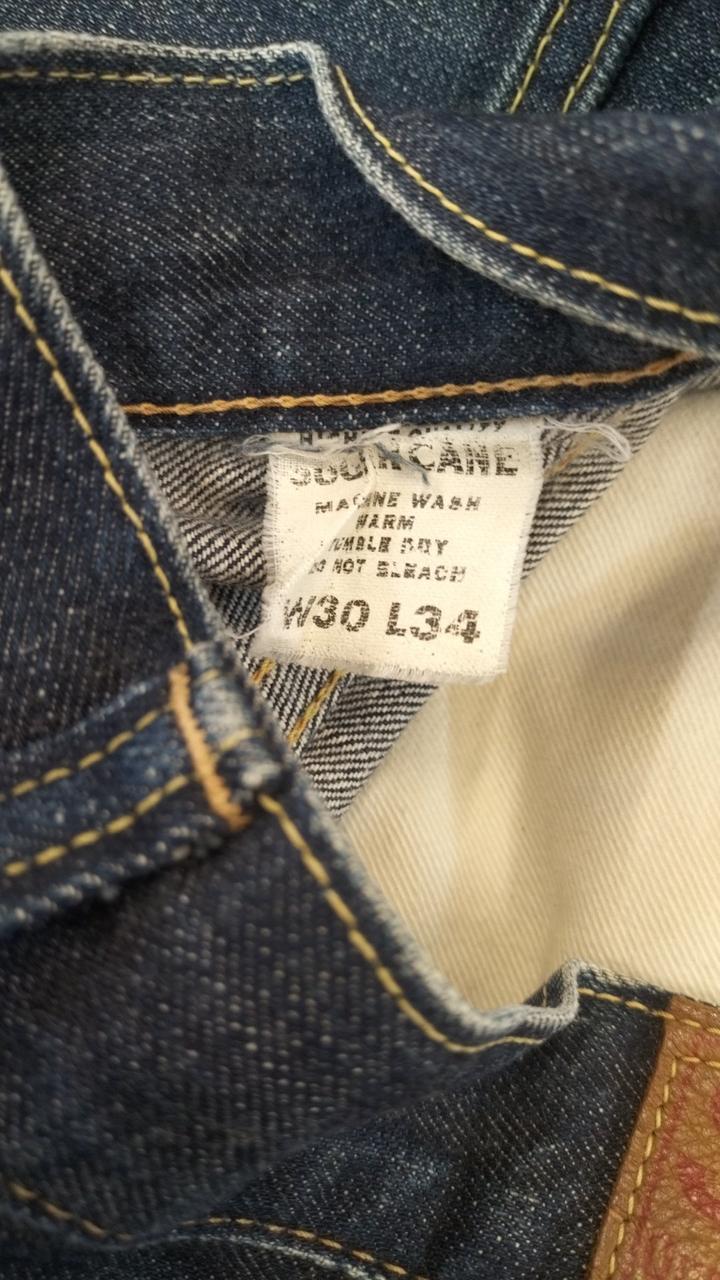 SUGAR CANE
MACHINE WASH
WARM
TUMBLE DRY
DO NOT BLEACH
W30 L34